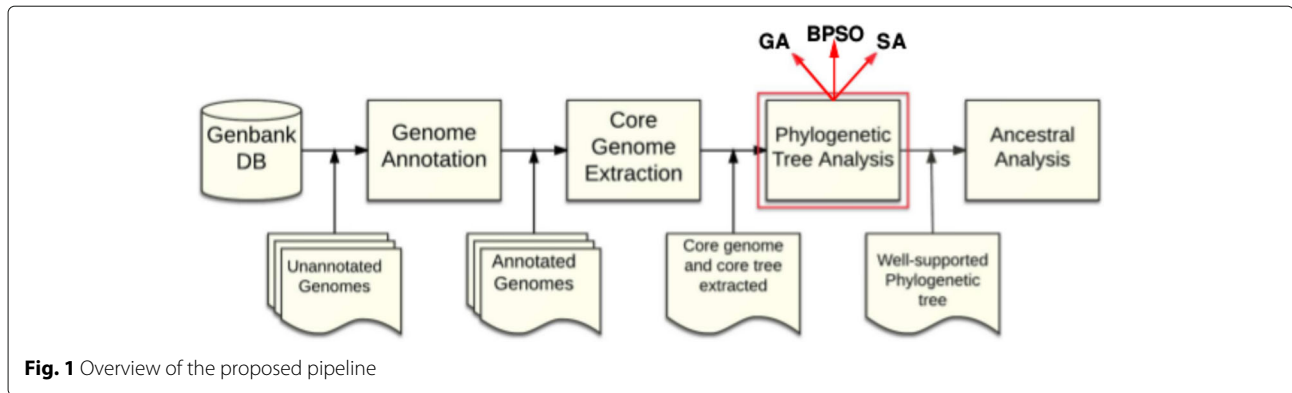 GA BPSO SA
Genbank
DB
Genome
Annotation
Core
Genome
Extraction
Phylogenetic
Tree Analysis
Ancestral
Analysis
Unannotated
Genomes
Annotated
Genomes
Core genome
and core tree
extracted
Well-supported
Phylogenetic
tree
Fig. 1 Overview of the proposed pipeline